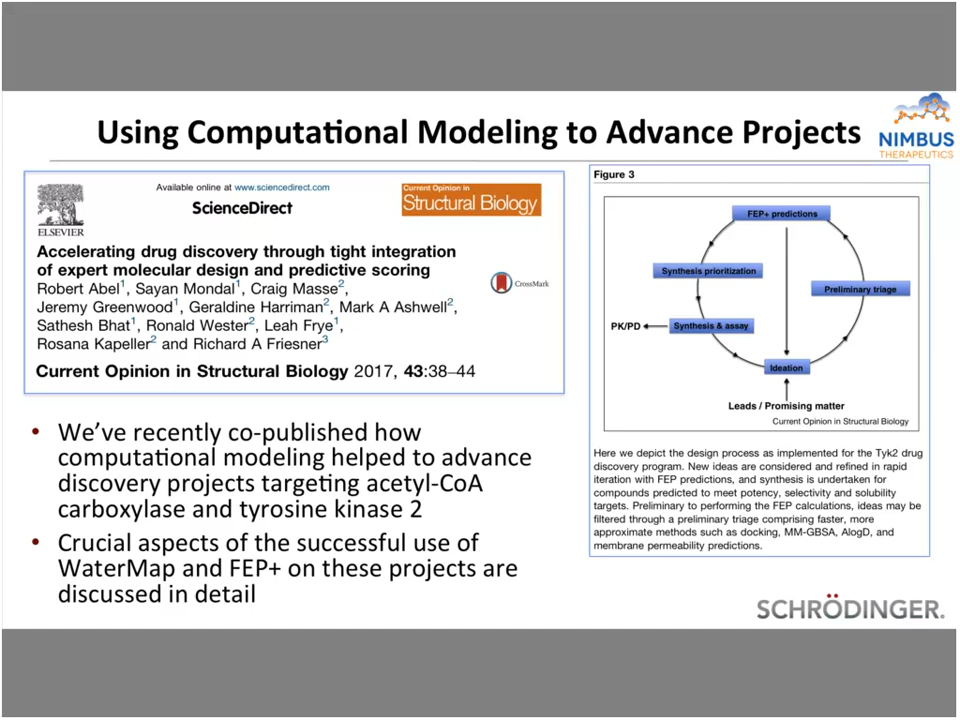 Using Computational Modeling to Advance Projects
NIMBUS
THERAPEUTICS
ELSEVIER
Available online at www.sciencedirect.com
ScienceDirect
Current Opinion in
Structural Biology
Accelerating drug discovery through tight integration
of expert molecular design and predictive scoring
Robert Abel1, Sayan Mondal1, Craig Masse2,
Jeremy Greenwood1, Geraldine Harriman2, Mark A Ashwell2,
Sathesh Bhat1, Ronald Wester2, Leah Frye1,
Rosana Kapeller2 and Richard A Friesner3
CrossMark
Current Opinion in Structural Biology 2017, 43:38–44
• We've recently co-published how
computational modeling helped to advance
discovery projects targeting acetyl-CoA
carboxylase and tyrosine kinase 2
• Crucial aspects of the successful use of
WaterMap and FEP+ on these projects are
discussed in detail
Figure 3
FEP+ predictions
Synthesis prioritization
Preliminary triage
PK/PD
Synthesis & assay
Ideation
Leads / Promising matter
Current Opinion in Structural Biology
Here we depict the design process as implemented for the Tyk2 drug
discovery program. New ideas are considered and refined in rapid
iteration with FEP predictions, and synthesis is undertaken for
compounds predicted to meet potency, selectivity and solubility
targets. Preliminary to performing the FEP calculations, ideas may be
filtered through a preliminary triage comprising faster, more
approximate methods such as docking, MM-GBSA, AlogD, and
membrane permeability predictions.
SCHRÖDINGER.